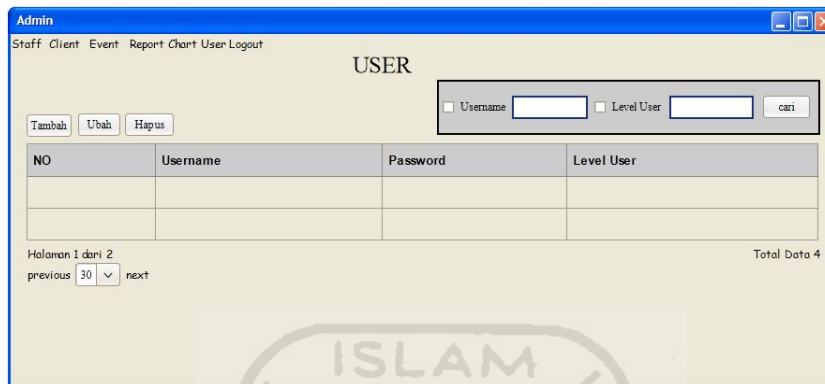 Admin
Staff Client Event Report Chart User Logout
USER
Username Level User cari
Tambah Ubah Hapus
NO Username Password Level User
Halaman 1 dari 2 Total Data 4
previous 30 next
ISLAM